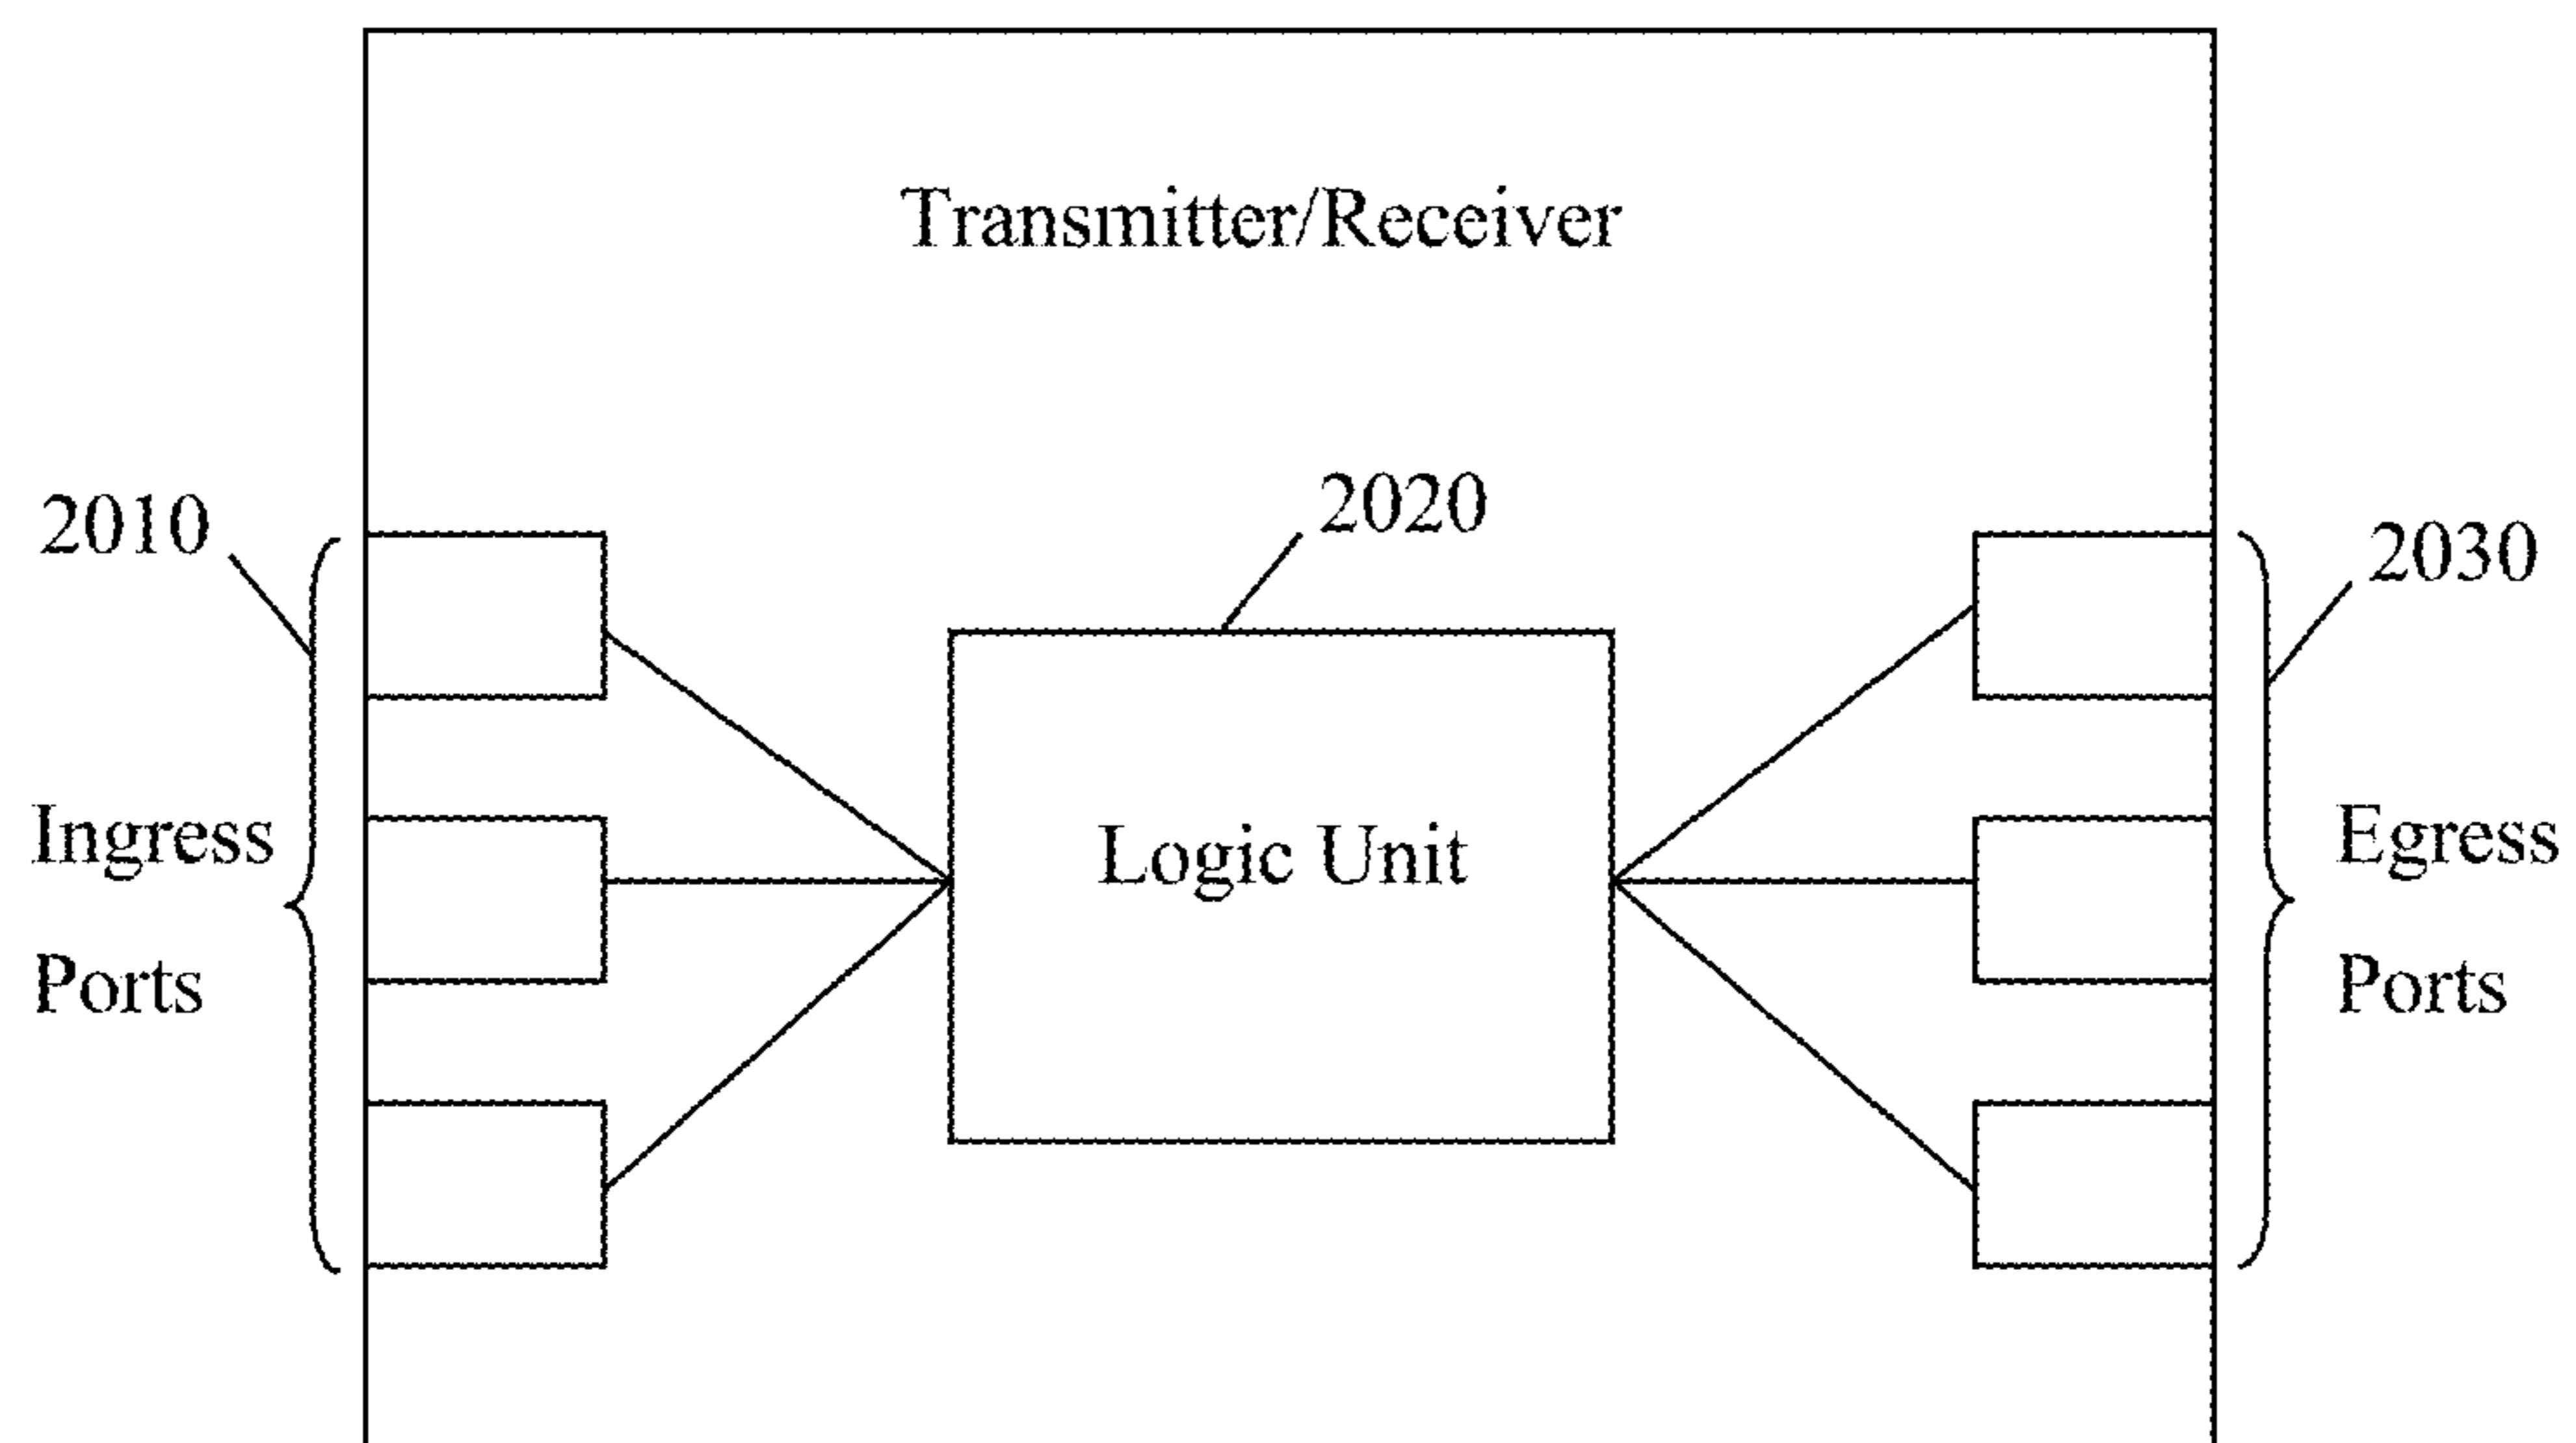 Transmitter/Receiver
2010
2020
2030
Ingress
Ports
Logic Unit
Egress
Ports